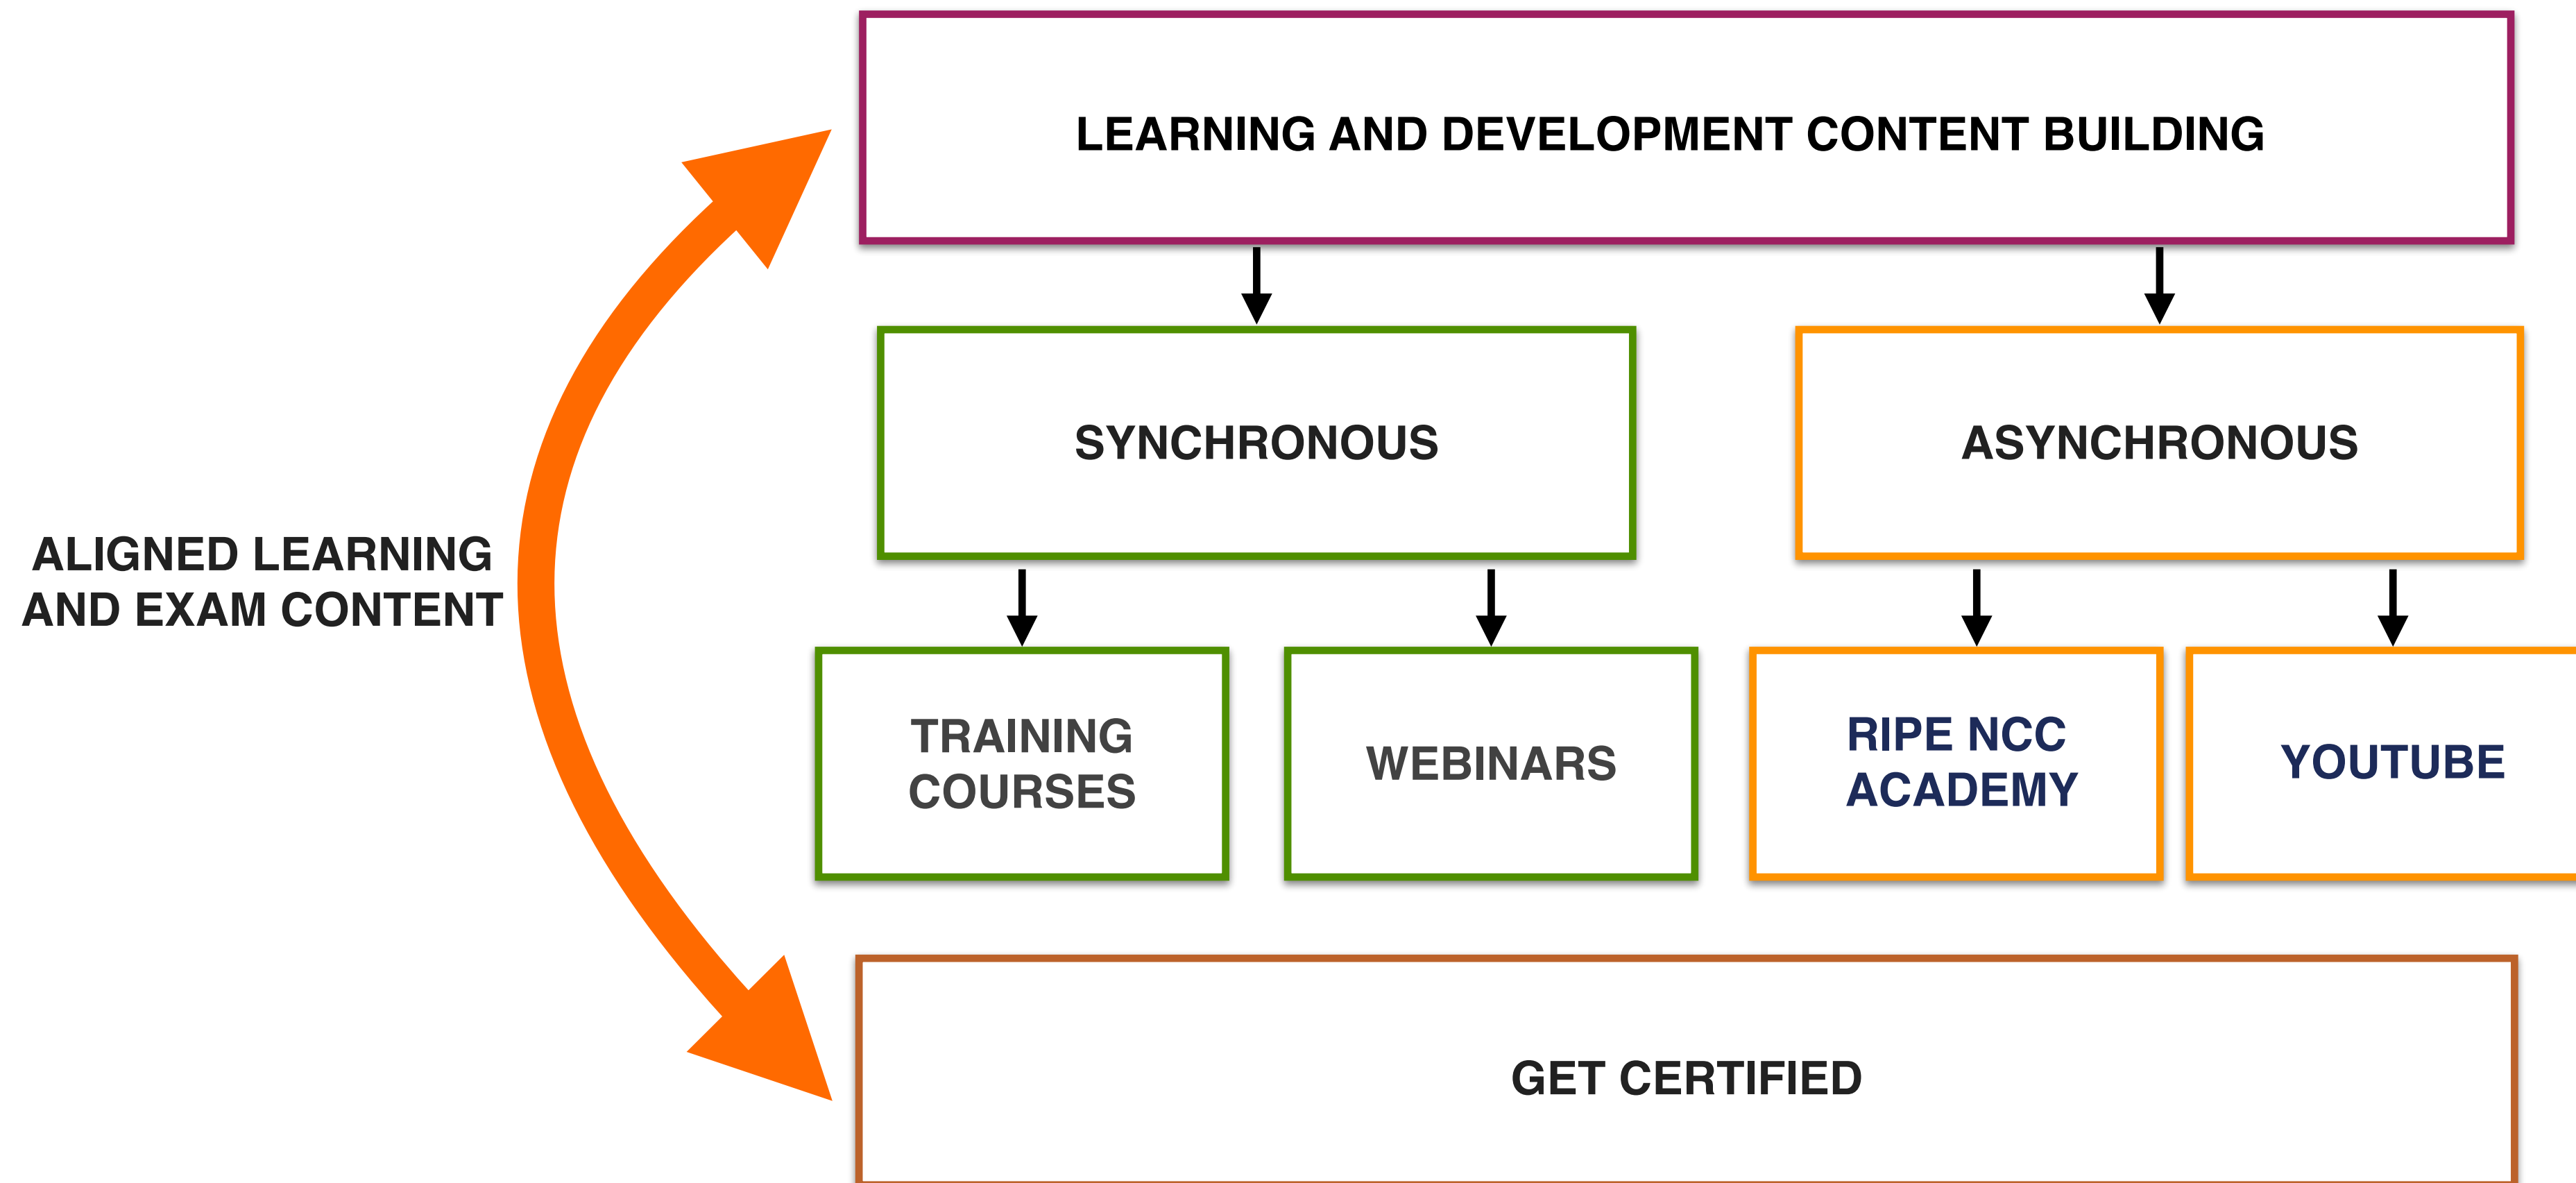 LEARNING AND DEVELOPMENT CONTENT BUILDING
SYNCHRONOUS
ASYNCHRONOUS
ALIGNED LEARNING
AND EXAM CONTENT
TRAINING
COURSES
WEBINARS
RIPE NCC
ACADEMY
YOUTUBE
GET CERTIFIED